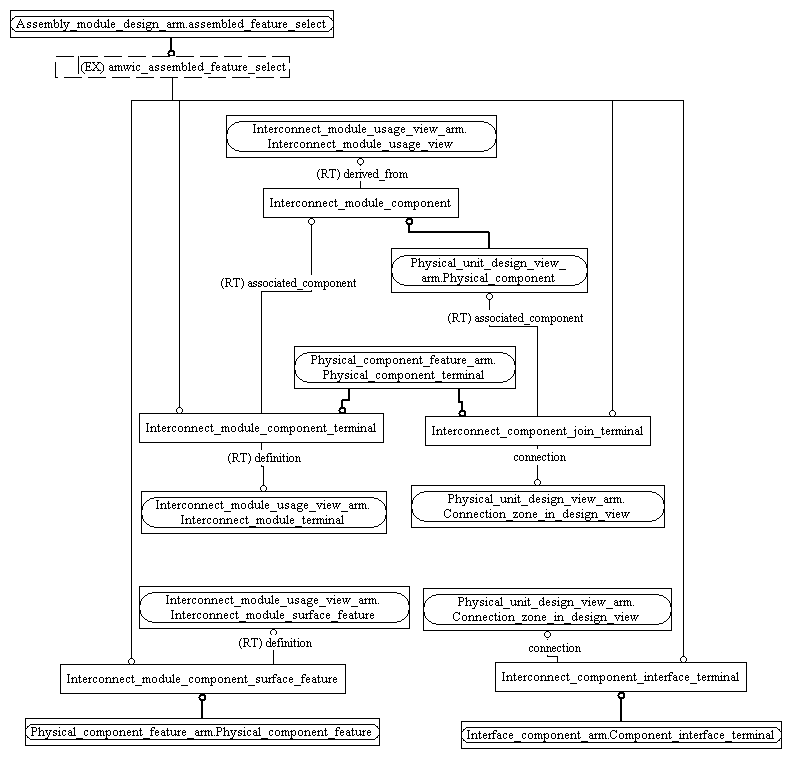 Assembly_module_design_arm.assembled_feature_select
(EX) amwic_assembled_feature_select
Interconnect_module_usage_view_arm.
Interconnect_module_usage_view
(RT) derived_from
Interconnect_module_component
Physical_unit_design_view_
arm.Physical_component
(RT) associated_component
(RT) associated_component
Physical_component_feature_arm.
Physical_component_terminal
Interconnect_module_component_terminal
Interconnect_component_join_terminal
(RT) definition
connection
Interconnect_module_usage_view_arm.
Interconnect_module_terminal
Physical_unit_design_view_arm.
Connection_zone_in_design_view
Interconnect_module_usage_view_arm.
Interconnect_module_surface_feature
Physical_unit_design_view_arm.
Connection_zone_in_design_view
(RT) definition
connection
Interconnect_module_component_surface_feature
Interconnect_component_interface_terminal
Physical_component_feature_arm.Physical_component_feature
Interface_component_arm.Component_interface_terminal